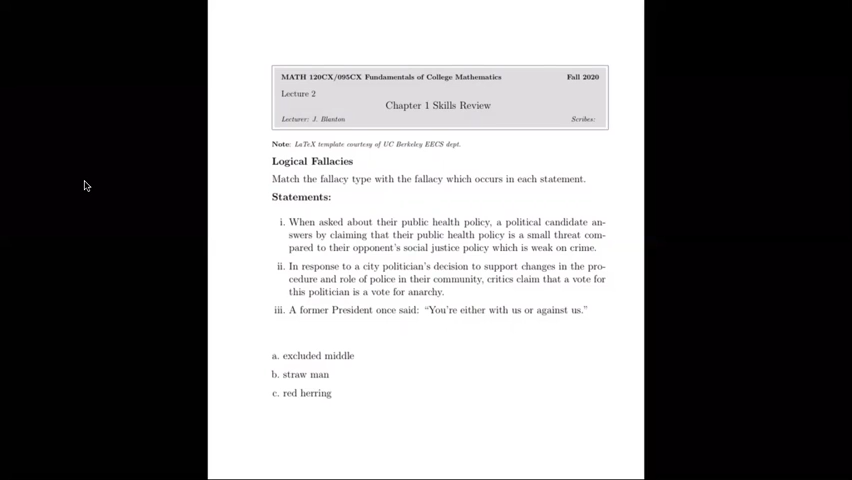 MATH 120CX/095CX Fundamentals of College Mathematics Fall 2020
Lecture 2
Chapter 1 Skills Review
Lecturer: J. Blanton Scribes:
Note: LaTeX template courtesy of UC Berkeley EECS dept.
Logical Fallacies
Match the fallacy type with the fallacy which occurs in each statement.
Statements:
i. When asked about their public health policy, a political candidate an-
swers by claiming that their public health policy is a small threat com-
pared to their opponent's social justice policy which is weak on crime.
ii. In response to a city politician's decision to support changes in the pro-
cedure and role of police in their community, critics claim that a vote for
this politician is a vote for anarchy.
iii. A former President once said: “You're either with us or against us.”
a. excluded middle
b. straw man
c. red herring